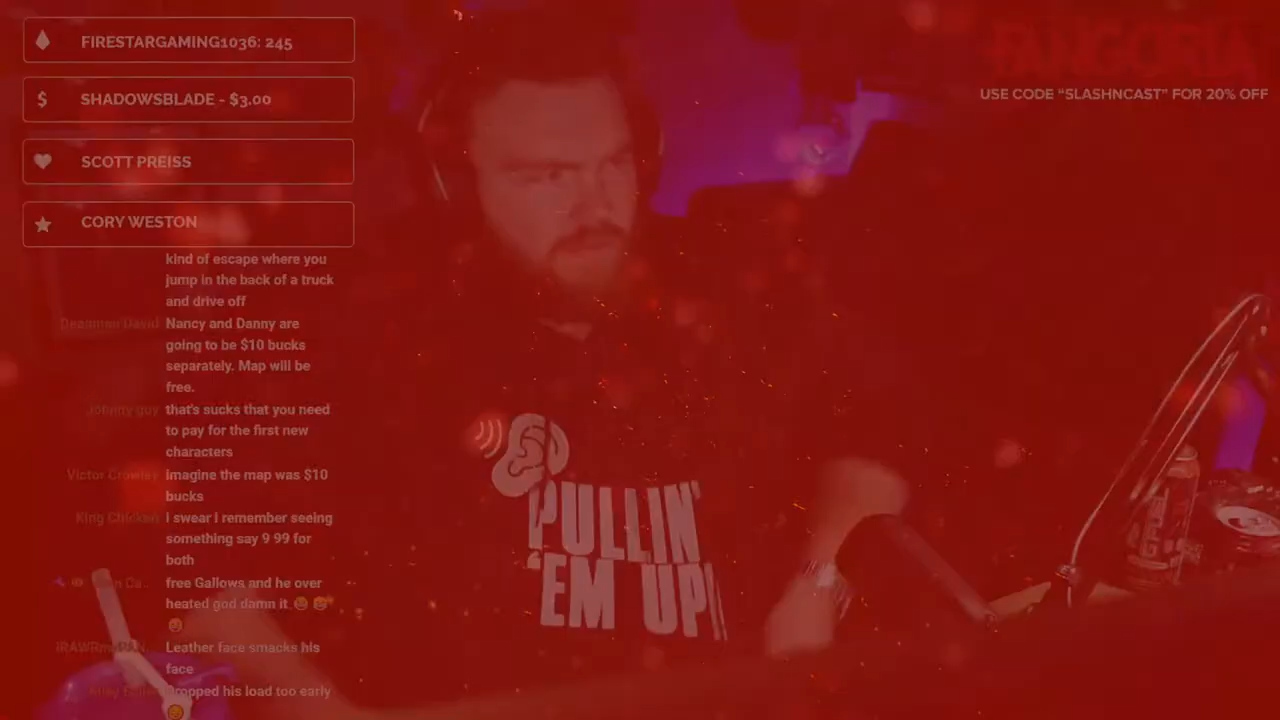 FIRESTARGAMING1036: 245
SHADOWSBLADE - $3.00
SCOTT PREISS
CORY WESTON
kind of escape where you
jump in the back of a truck
and drive off
Deadman David Nancy and Danny are
going to be $10 bucks
separately. Map will be
free.
Johnny guy that's sucks that you need
to pay for the first new
characters
Victor Crowley Imagine the map was $10
bucks
King Chicken I swear I remember seeing
something say 9 99 for
both
free Gallows and he over
heated god damn it
Leather face smacks his
face
Dropped his load too early
FANGORIA
USE CODE “SLASHNCAST” FOR 20% OFF
PULLIN'
'EM UP!